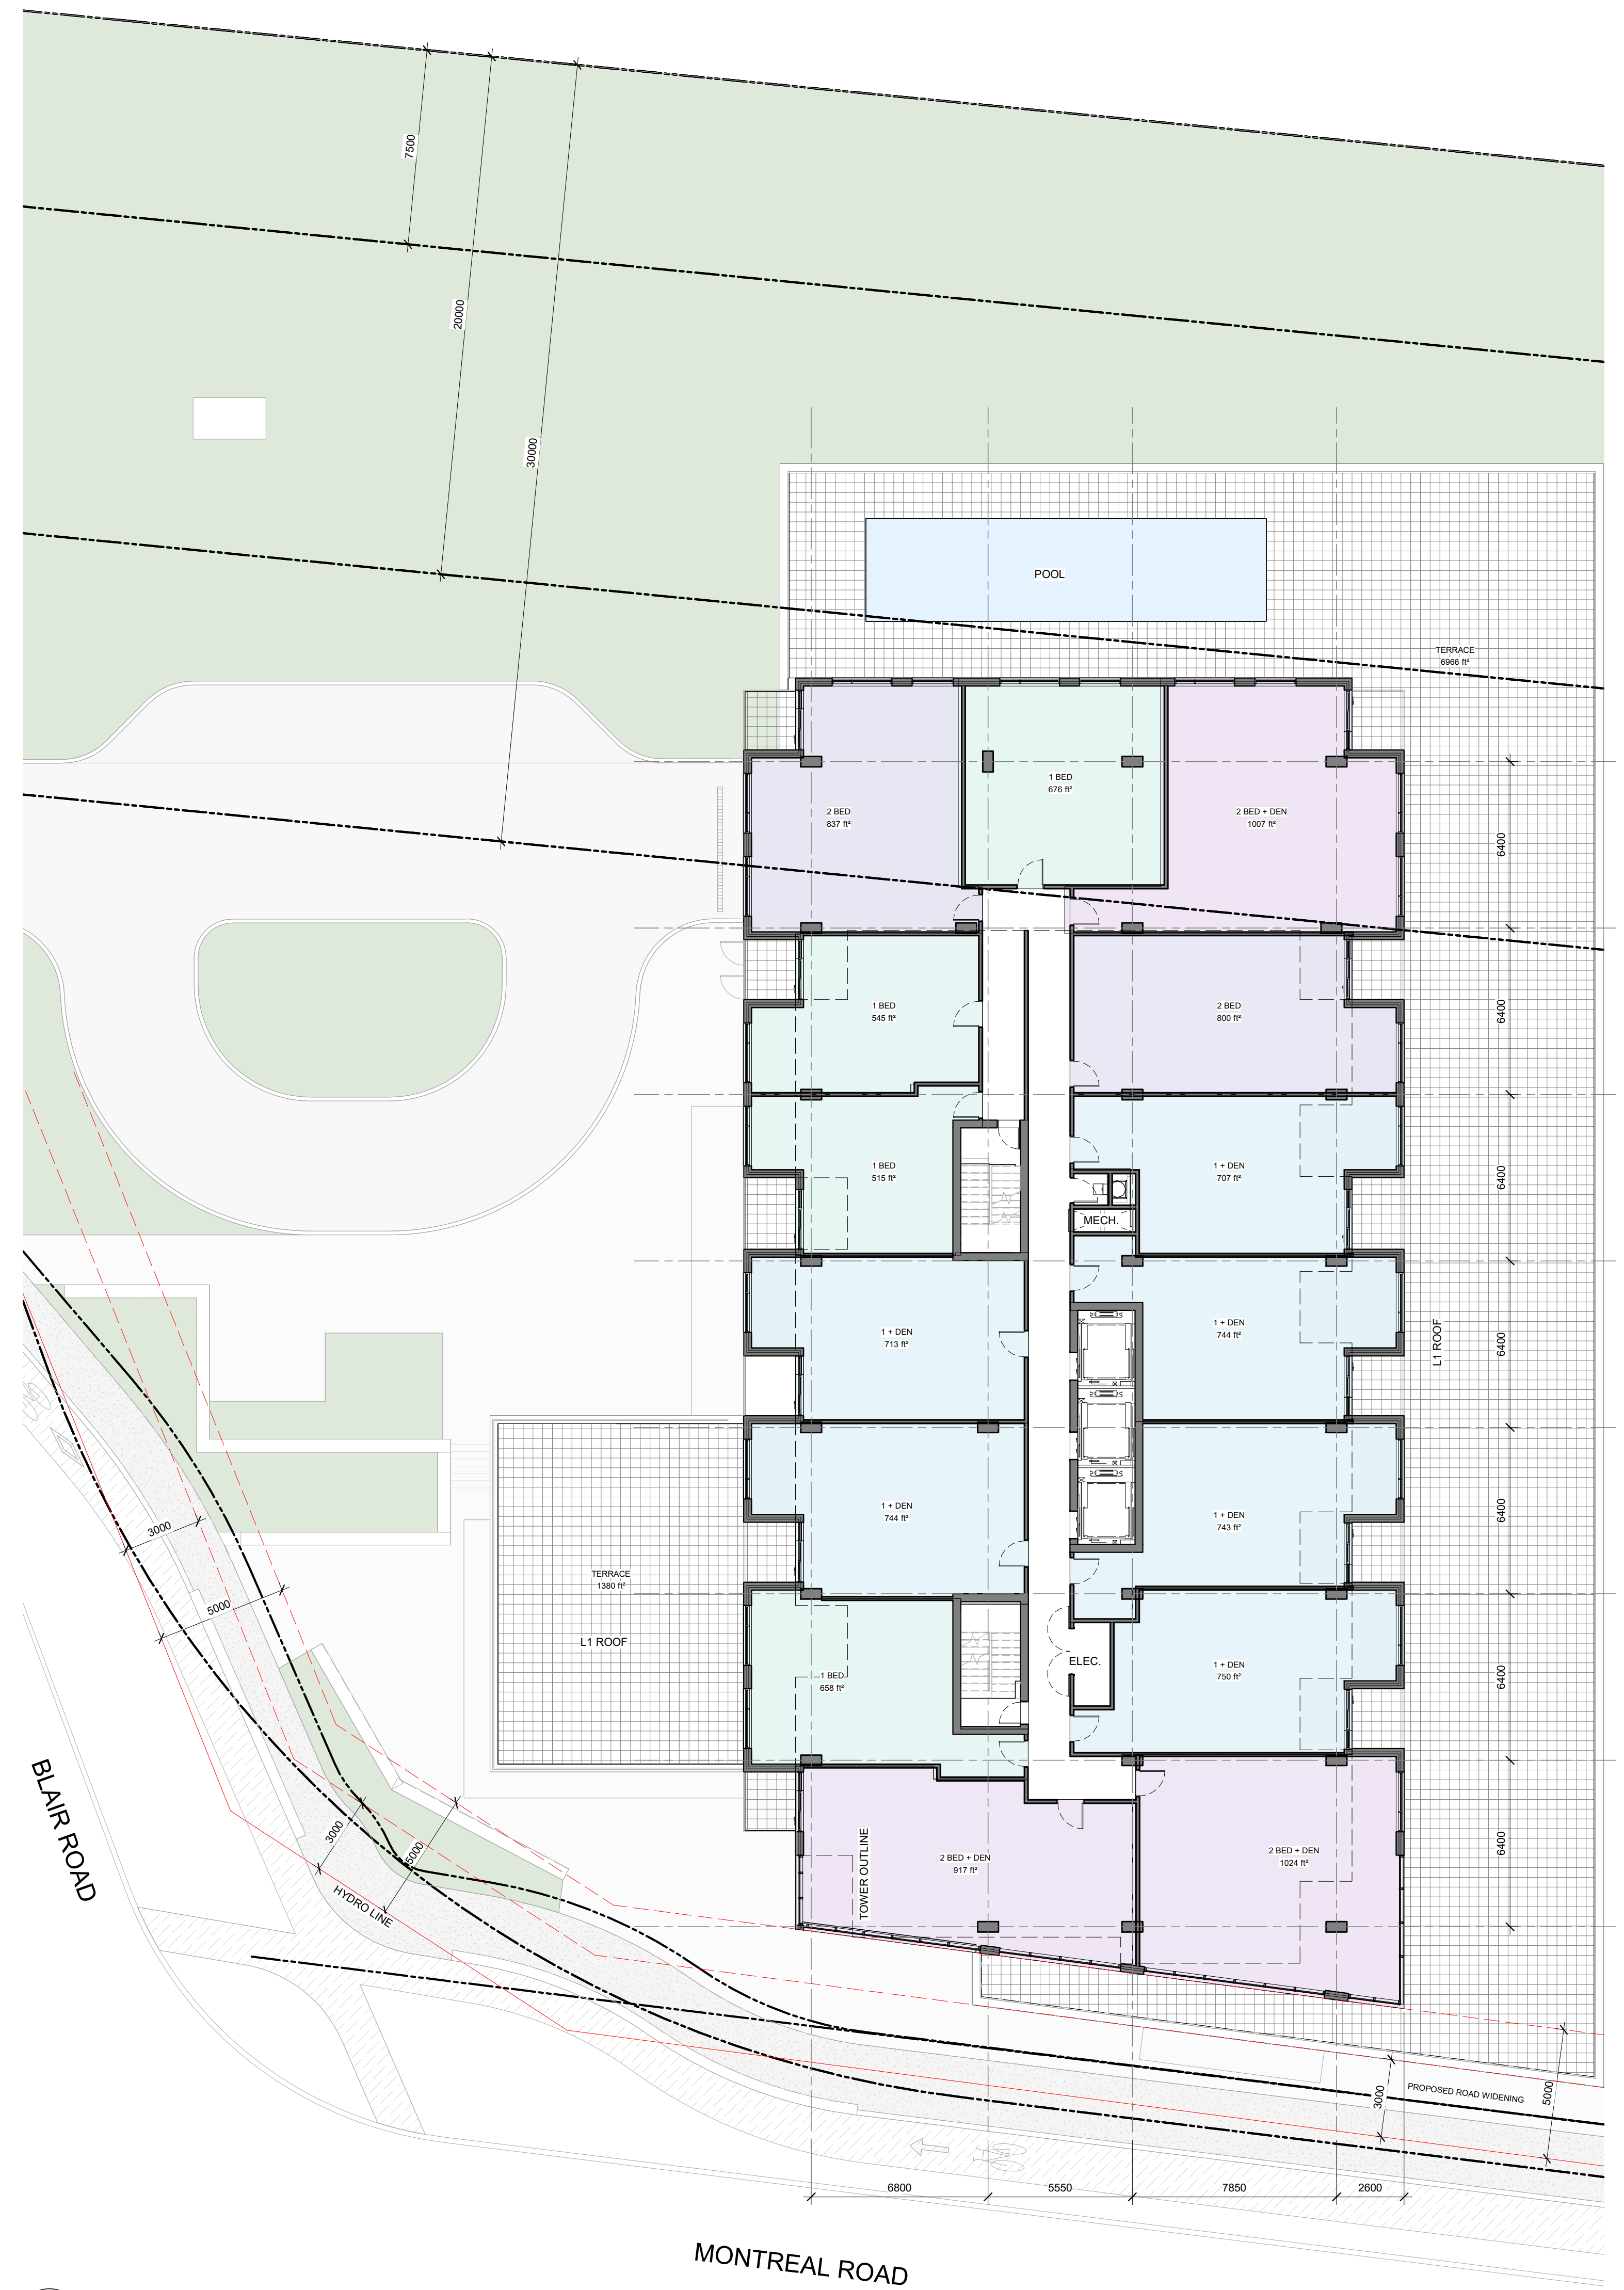 7500
20000
30000
POOL
TERRACE
6966 ft²
1 BED
676 ft²
2 BED
837 ft²
2 BED + DEN
1007 ft²
6400
1 BED
545 ft²
2 BED
800 ft²
6400
1 BED
515 ft²
1 + DEN
707 ft²
6400
MECH.
1 + DEN
713 ft²
1 + DEN
744 ft²
L1 ROOF
6400
1 + DEN
744 ft²
1 + DEN
743 ft²
6400
3000
5000
TERRACE
1380 ft²
L1 ROOF
1 BED
658 ft²
ELEC.
1 + DEN
750 ft²
6400
BLAIR ROAD
3000
5000
HYDRO LINE
TOWER OUTLINE
2 BED + DEN
917 ft²
2 BED + DEN
1024 ft²
6400
3000
PROPOSED ROAD WIDENING
5000
6800
5550
7850
2600
MONTREAL ROAD